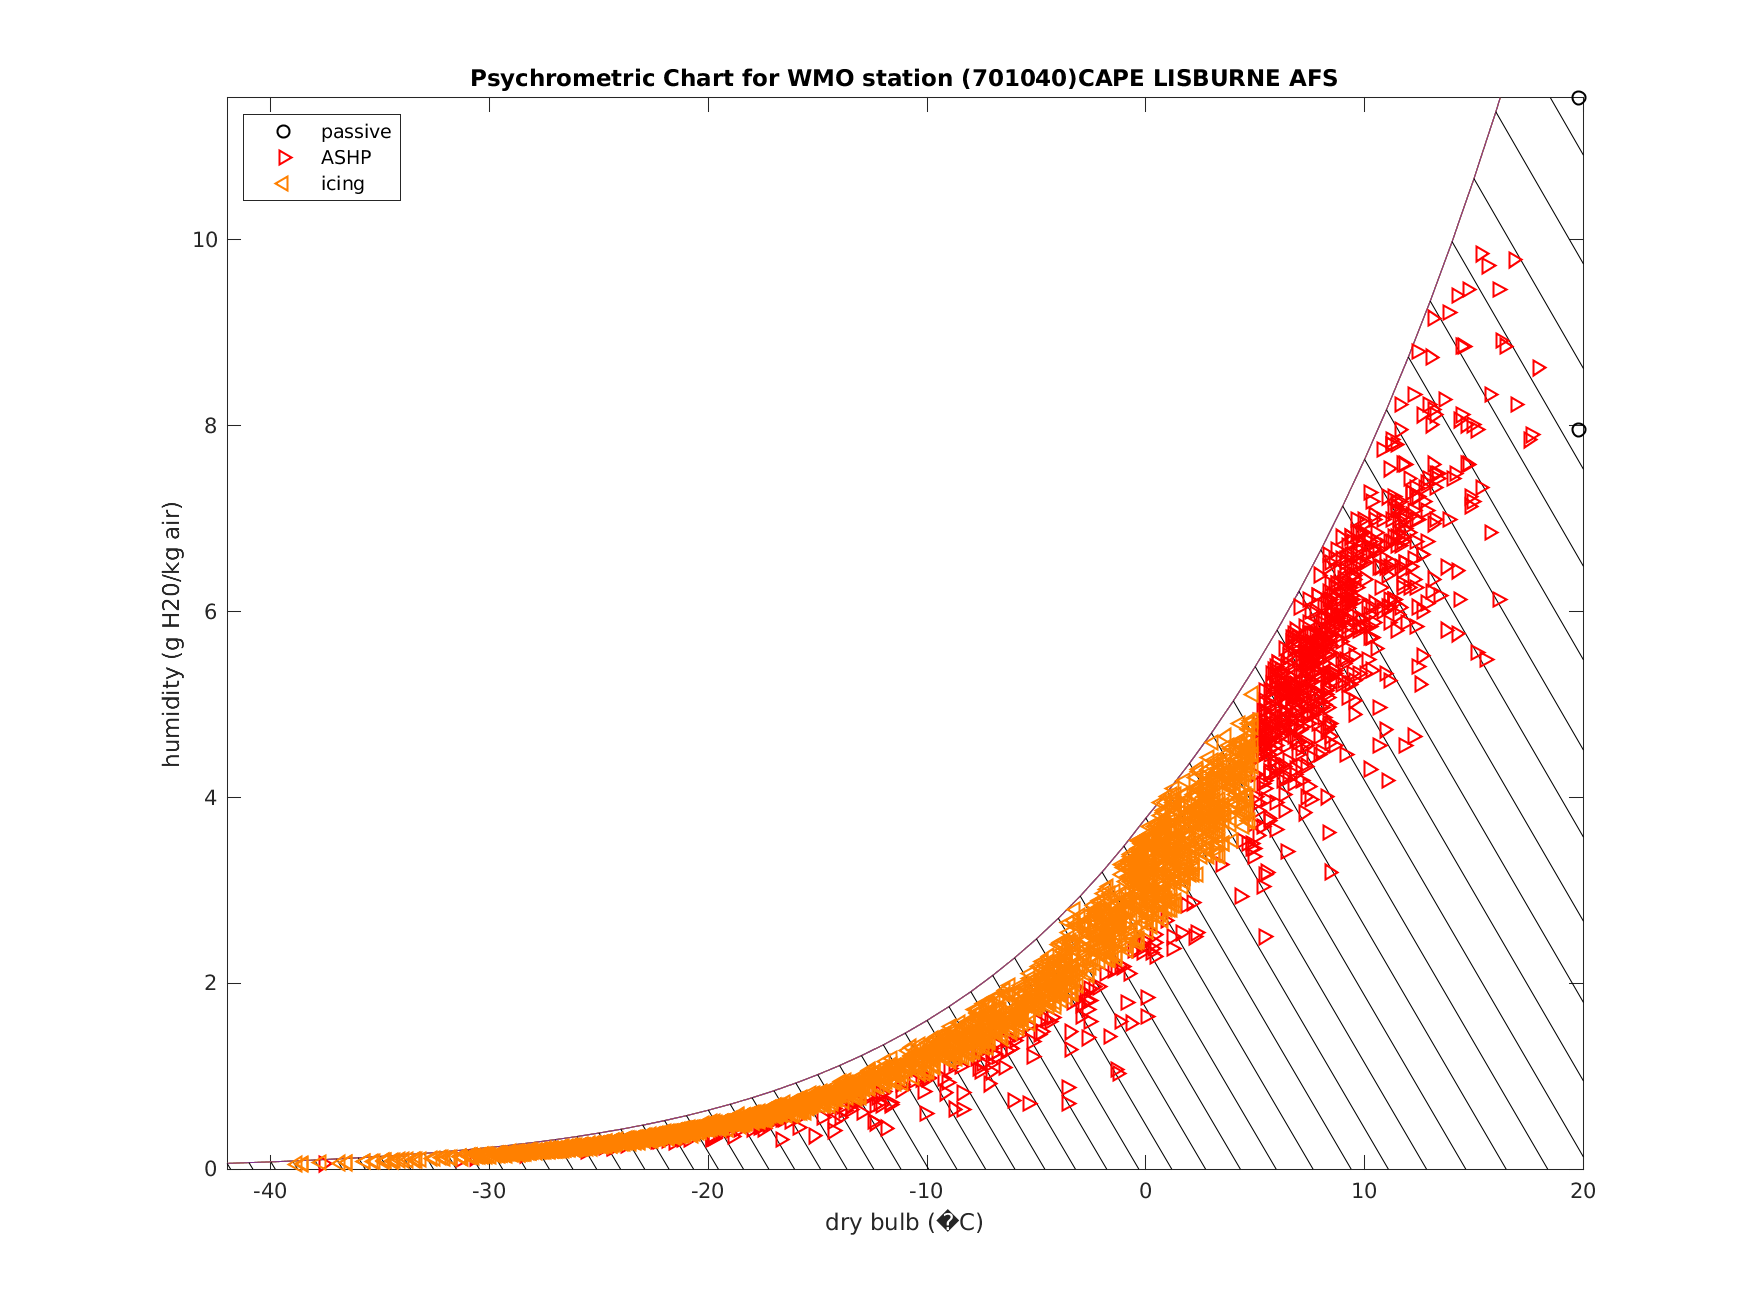 Psychrometric Chart for WMO station (701040)CAPE LISBURNE AFS
passive
ASHP
icing
humidity (g H20/kg air)
10
8
6
4
2
0
-40 -30 -20 -10 0 10 20
dry bulb (�C)